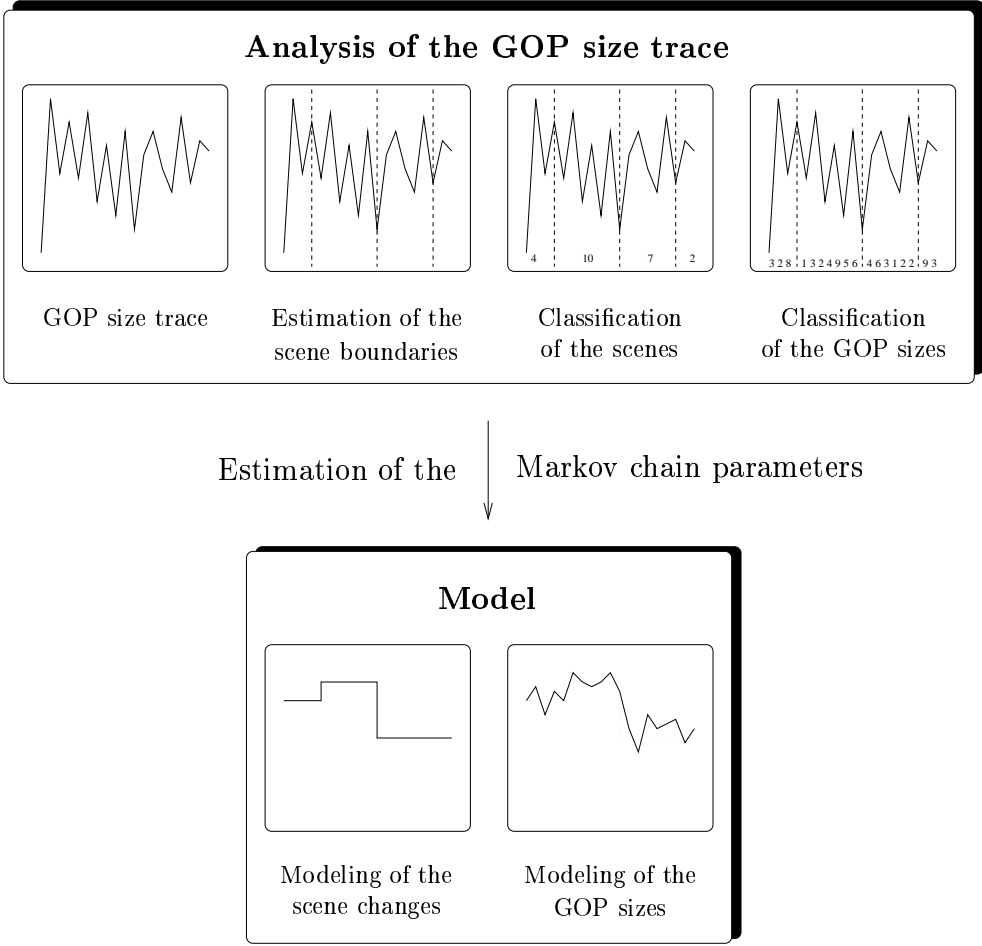 Analysis of the GOP size trace
4 10 7 2
3 2 8 1 3 2 4 9 5 6 4 6 3 1 2 2 9 3
GOP size trace
Estimation of the
scene boundaries
Classification
of the scenes
Classification
of the GOP sizes
Estimation of the Markov chain parameters
Model
Modeling of the
scene changes
Modeling of the
GOP sizes